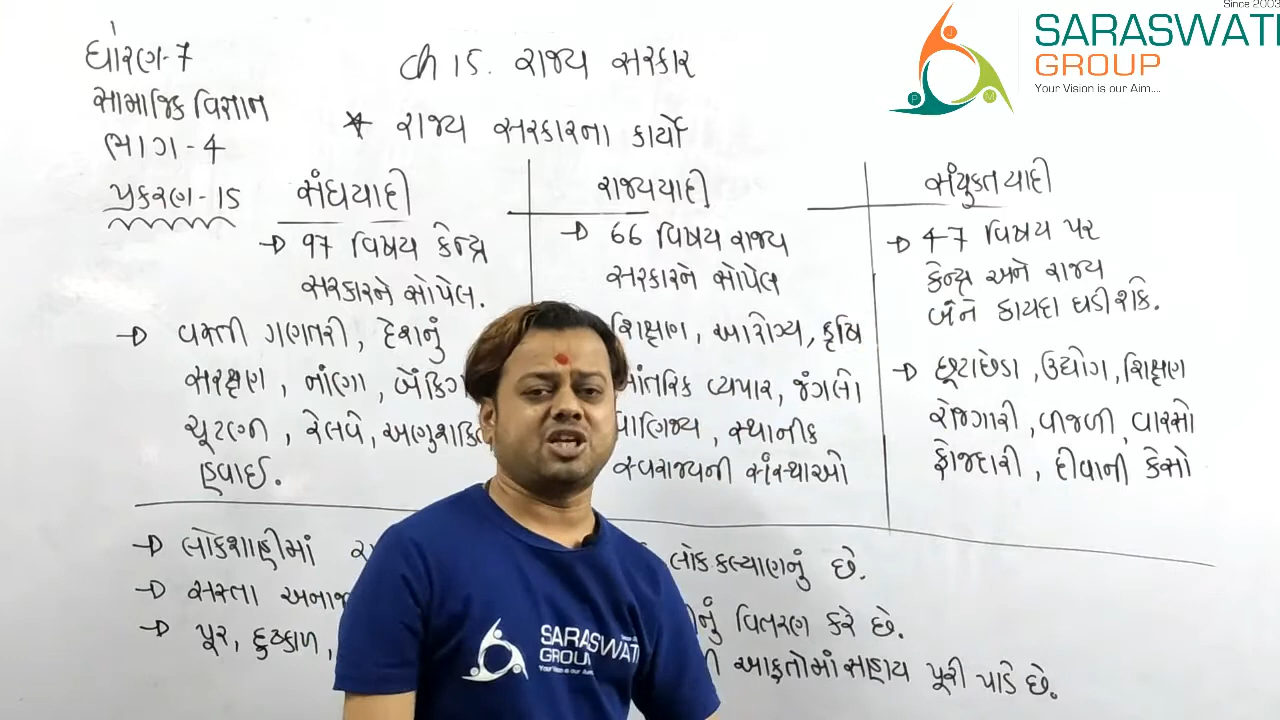 Since 2003
SARASWATI
GROUP
Your Vision is our Aim....
ધોરણ-7
સામાજિક વિજ્ઞાન
ભાગ-4
પ્રકરણ-15
ch 15. રાજ્ય સરકાર
* રાજ્ય સરકારના કાર્યો
સંઘયાદી
→ 97 વિષય કેન્દ્ર
સરકારને સોંપેલ.
→ વસ્તી ગણતરી, દેશનું
સરક્ષણ, નાંણા, બેંકિંગ
ચૂટણી, રેલવે, અણુશક્તિ
હવાઈ.
રાજ્યયાદી
→ 66 વિષય રાજ્ય
સરકારને સોપેલ
શિક્ષણ, આરોગ્ય, કૃષિ
આંતરિક વ્યપાર, જંગલો
વાણિજ્ય, સ્થાનીક
સ્વરાજ્યની સંસ્થાઓ
સંયુક્તયાદી
→ 47 વિષય પર
કેન્દ્ર અને રાજ્ય
બંને કાયદા ઘડી શકે.
→ છૂટાછેડા, ઉદ્યોગ, શિક્ષણ
રોજગારી, વીજળી, વારસો
ફોજદારી, દીવાની કેસો
→ લોકશાહીમાં લોકકલ્યાણનું છે.
→ સસ્તા અનાજ નું વિતરણ કરે છે.
→ પૂર, દુષ્કાળ, આફતોમાં સહાય પૂરી પાડે છે.
SARASWATI
GROUP